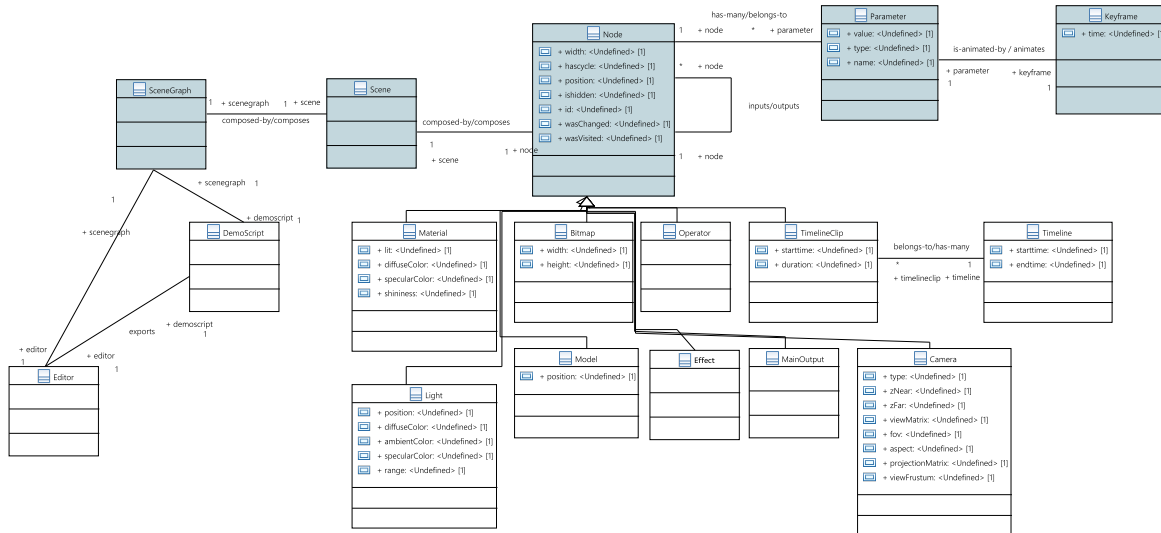 has-many/belongs-to
1 + node
* + parameter
Node
+ width: <Undefined> [1]
+ hascycle: <Undefined> [1]
+ position: <Undefined> [1]
+ ishidden: <Undefined> [1]
+ id: <Undefined> [1]
+ wasChanged: <Undefined> [1]
+ wasVisited: <Undefined> [1]
Parameter
+ value: <Undefined> [1]
+ type: <Undefined> [1]
+ name: <Undefined> [1]
Keyframe
+ time: <Undefined> [1]
is-animated-by / animates
+ parameter
1
+ keyframe
1
* + node
inputs/outputs
1 + node
SceneGraph
1 + scenegraph
1 + scene
composed-by/composes
Scene
composed-by/composes
1
+ scene
1 + node
+ scenegraph 1
1
+ scenegraph
+ demoscript 1
DemoScript
exports
+ demoscript
1
+ editor
1
+ editor
1
Editor
Material
+ lit: <Undefined> [1]
+ diffuseColor: <Undefined> [1]
+ specularColor: <Undefined> [1]
+ shininess: <Undefined> [1]
Bitmap
+ width: <Undefined> [1]
+ height: <Undefined> [1]
Operator
TimelineClip
+ starttime: <Undefined> [1]
+ duration: <Undefined> [1]
belongs-to/has-many
*
1
+ timelineclip
+ timeline
Timeline
+ starttime: <Undefined> [1]
+ endtime: <Undefined> [1]
Light
+ position: <Undefined> [1]
+ diffuseColor: <Undefined> [1]
+ ambientColor: <Undefined> [1]
+ specularColor: <Undefined> [1]
+ range: <Undefined> [1]
Model
+ position: <Undefined> [1]
Effect
MainOutput
Camera
+ type: <Undefined> [1]
+ zNear: <Undefined> [1]
+ zFar: <Undefined> [1]
+ viewMatrix: <Undefined> [1]
+ fov: <Undefined> [1]
+ aspect: <Undefined> [1]
+ projectionMatrix: <Undefined> [1]
+ viewFrustum: <Undefined> [1]